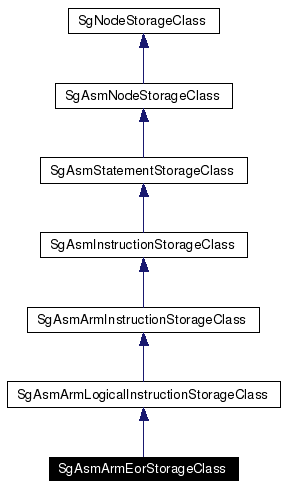 SgNodeStorageClass
SgAsmNodeStorageClass
SgAsmStatementStorageClass
SgAsmInstructionStorageClass
SgAsmArmInstructionStorageClass
SgAsmArmLogicalInstructionStorageClass
SgAsmArmEorStorageClass